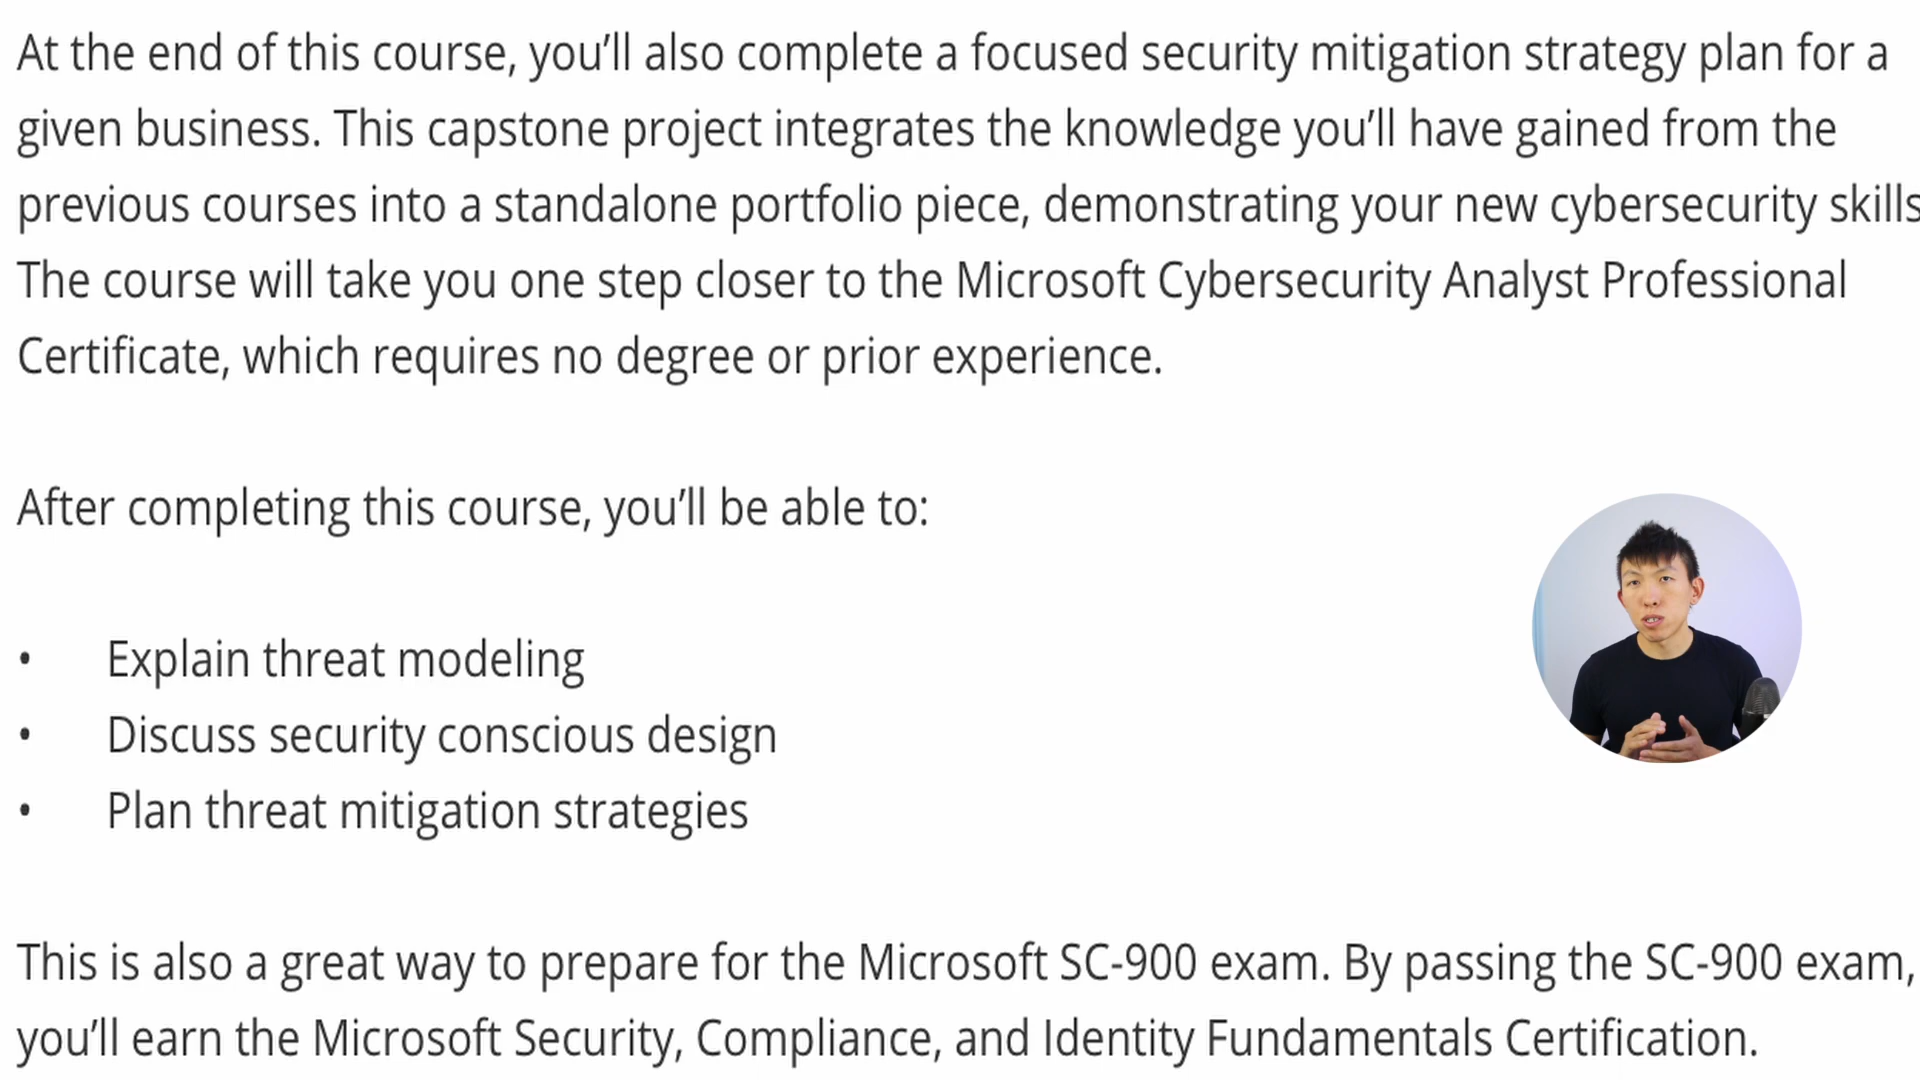 At the end of this course, you’ll also complete a focused security mitigation strategy plan for a
given business. This capstone project integrates the knowledge you’ll have gained from the
previous courses into a standalone portfolio piece, demonstrating your new cybersecurity skills
The course will take you one step closer to the Microsoft Cybersecurity Analyst Professional
Certificate, which requires no degree or prior experience.
After completing this course, you’ll be able to:
• Explain threat modeling
• Discuss security conscious design
• Plan threat mitigation strategies
This is also a great way to prepare for the Microsoft SC-900 exam. By passing the SC-900 exam,
you’ll earn the Microsoft Security, Compliance, and Identity Fundamentals Certification.